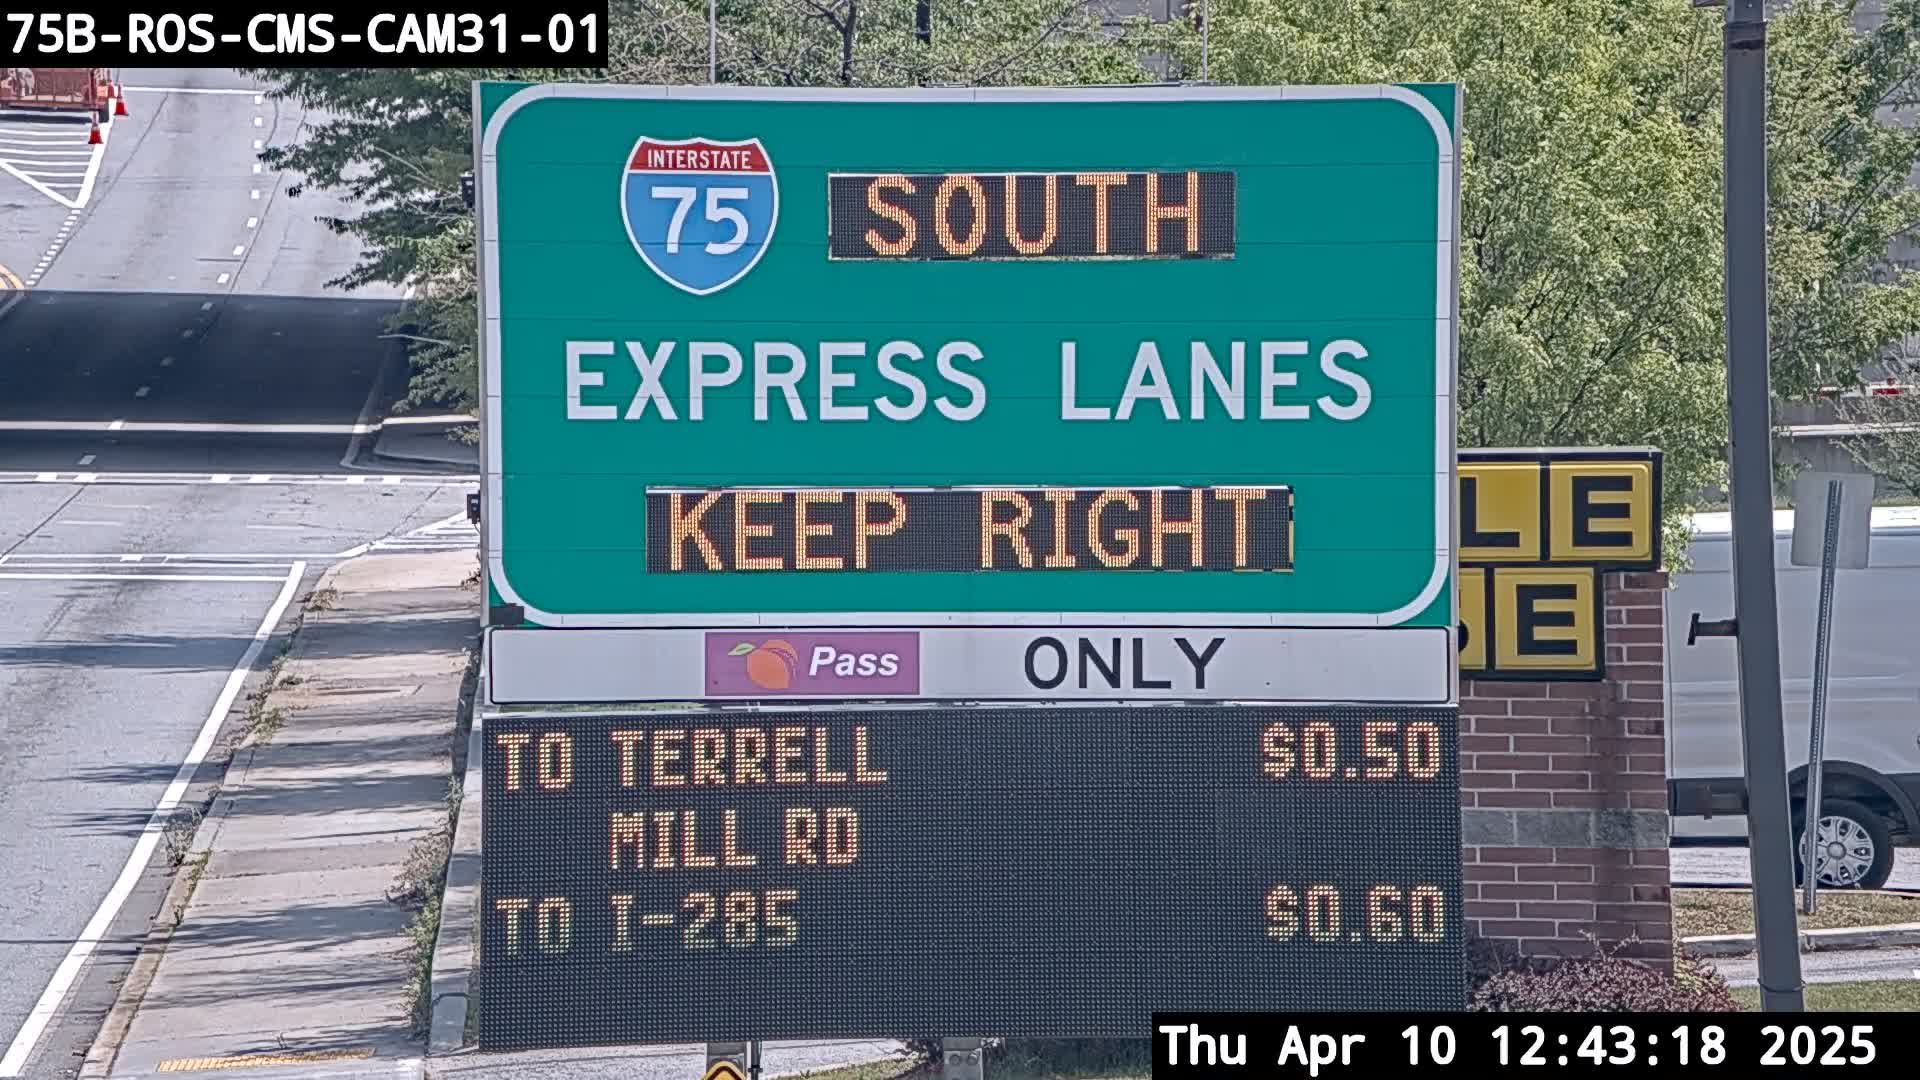 75B-ROS-CMS-CAM31-01
INTERSTATE
75
SOUTH
EXPRESS LANES
KEEP RIGHT
Pass ONLY
TO TERRELL $0.50
MILL RD
TO I-285 $0.60
LE
E
Thu Apr 10 12:43:18 2025